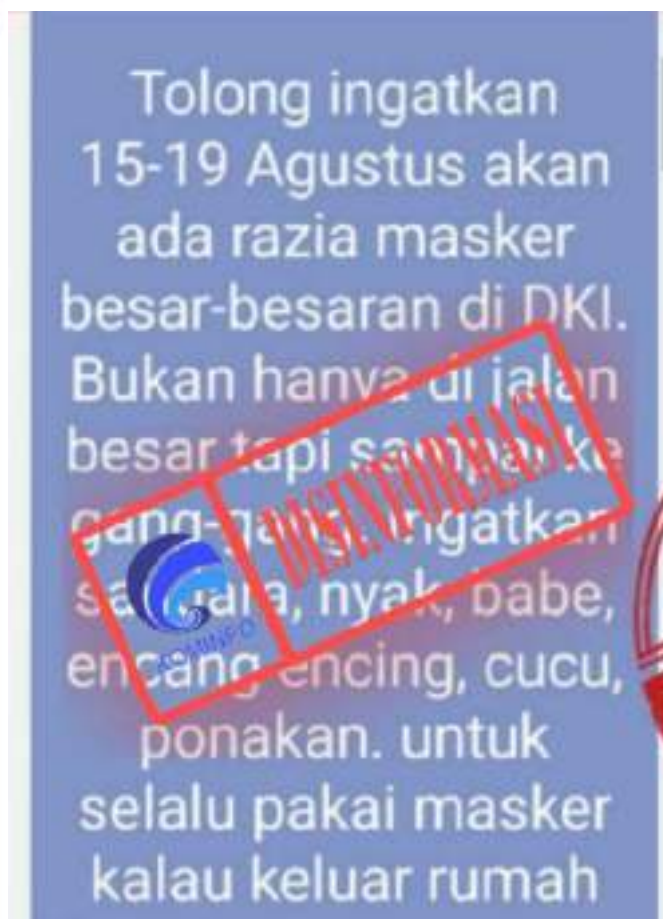 Tolong ingatkan
15-19 Agustus akan
ada razia masker
besar-besaran di DKI.
Bukan hanya di jalan
besar tapi sampai ke
gang-gang. ingatkan
saudara, nyak, babe,
encang encing, cucu,
ponakan. untuk
selalu pakai masker
kalau keluar rumah
DISINFORMASI
KOMINFO